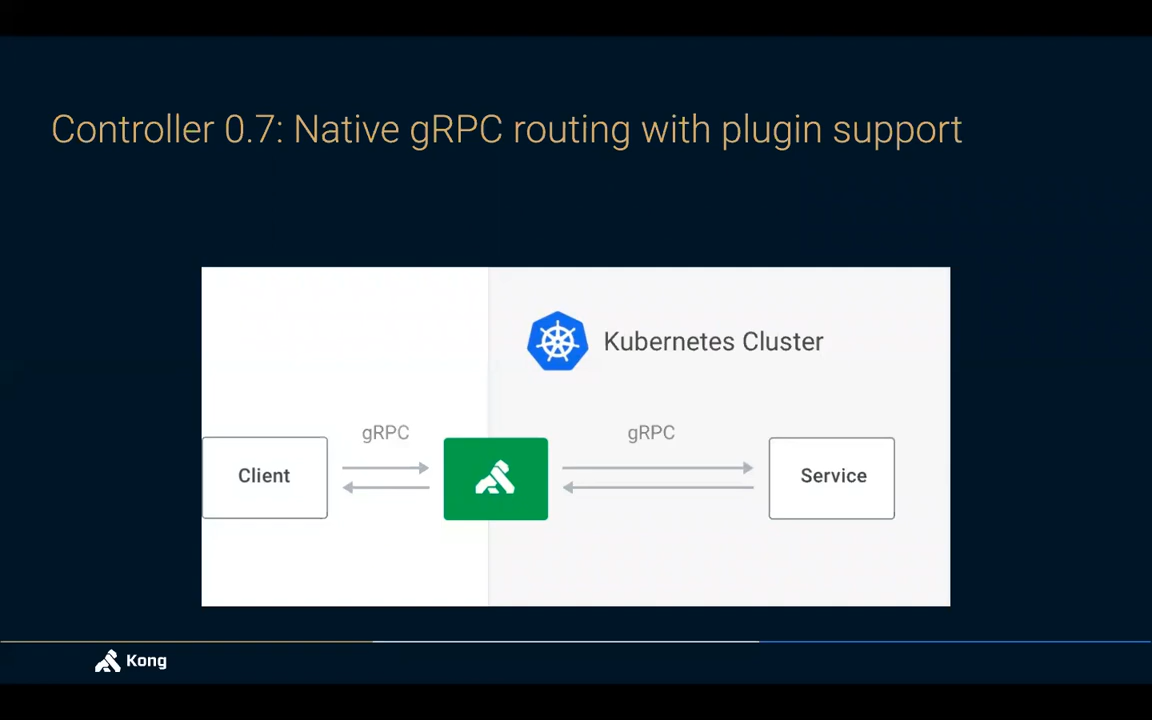 Controller 0.7: Native gRPC routing with plugin support
Kubernetes Cluster
gRPC
gRPC
Client
Service
Kong